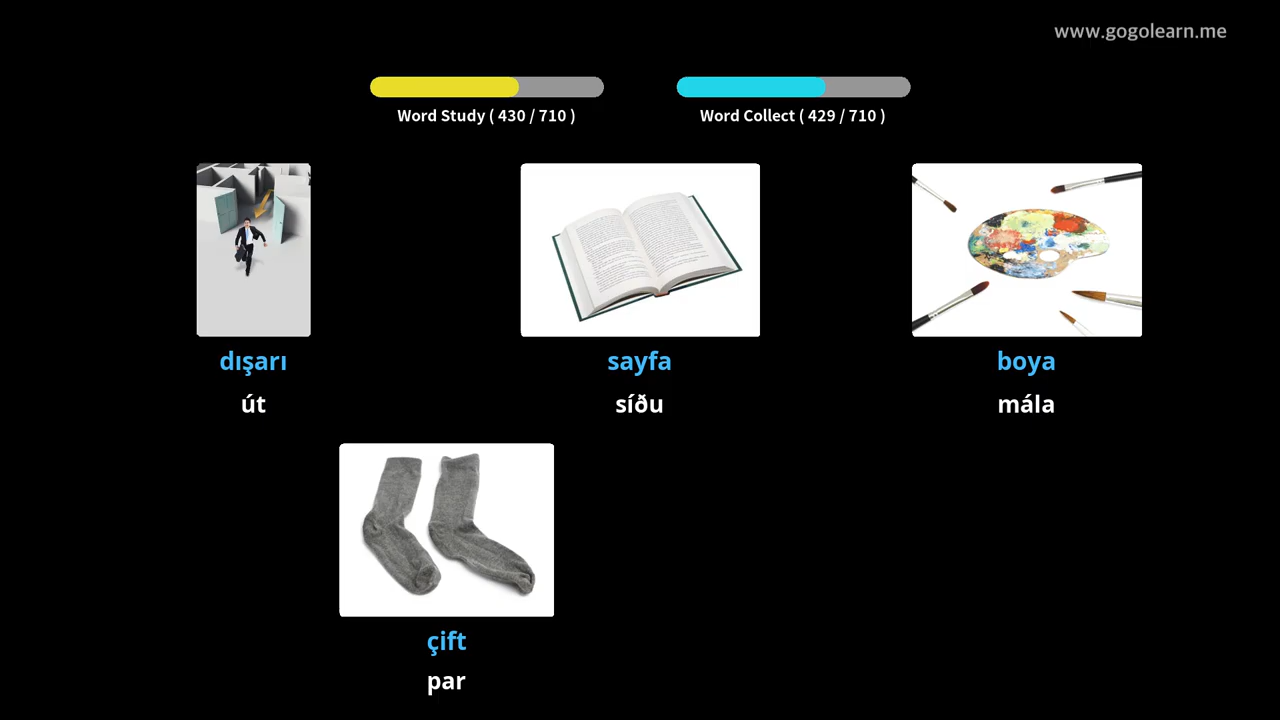 www.gogolearn.me
Word Study ( 430 / 710 )
Word Collect ( 429 / 710 )
dışarı
út
sayfa
síðu
boya
mála
çift
par